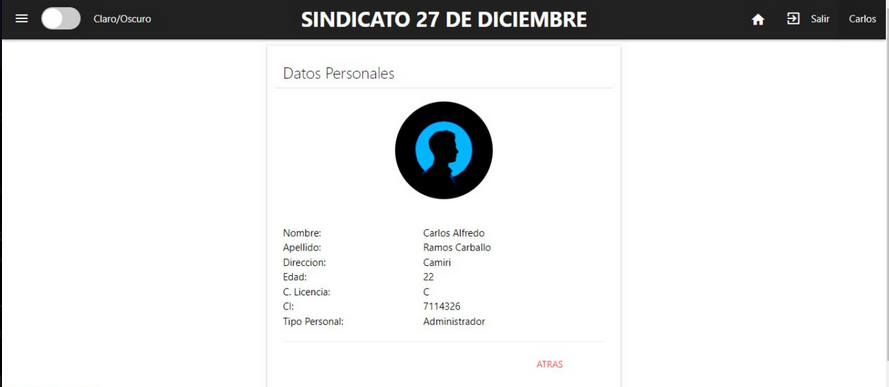 Claro/Oscuro SINDICATO 27 DE DICIEMBRE Salir Carlos
Datos Personales
Nombre: Carlos Alfredo
Apellido: Ramos Carballo
Direccion: Camiri
Edad: 22
C. Licencia: C
CI: 7114326
Tipo Personal: Administrador
ATRAS